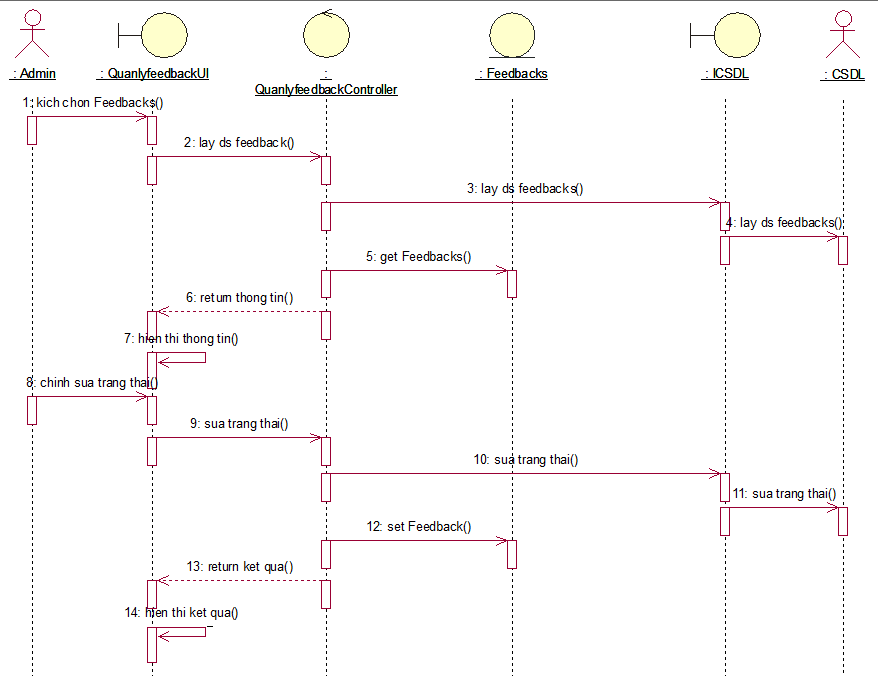 : Admin
: QuanlyfeedbackUI
:
QuanlyfeedbackController
: Feedbacks
: ICSDL
: CSDL
1: kich chon Feedbacks()
2: lay ds feedback()
3: lay ds feedbacks()
4: lay ds feedbacks()
5: get Feedbacks()
6: return thong tin()
7: hien thi thong tin()
8: chinh sua trang thai()
9: sua trang thai()
10: sua trang thai()
11: sua trang thai()
12: set Feedback()
13: return ket qua()
14: hien thi ket qua()